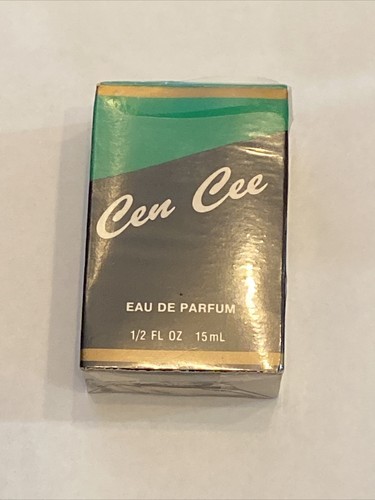 Cen Cee
EAU DE PARFUM
1/2 FL OZ 15mL